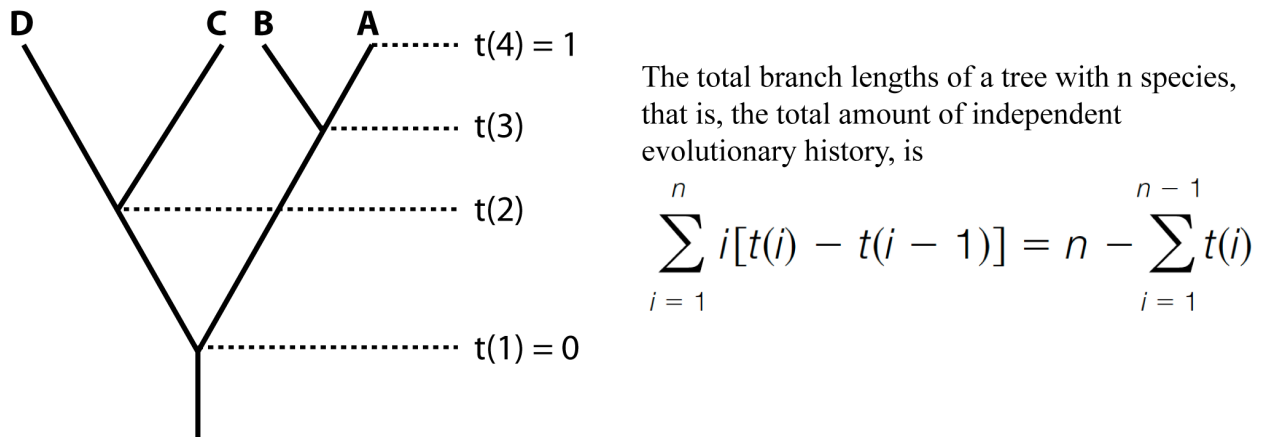 D C B A
t(4) = 1
t(3)
t(2)
t(1) = 0
The total branch lengths of a tree with n species,
that is, the total amount of independent
evolutionary history, is
n n − 1
∑ i[t(i) − t(i − 1)] = n − ∑ t(i)
i = 1 i = 1